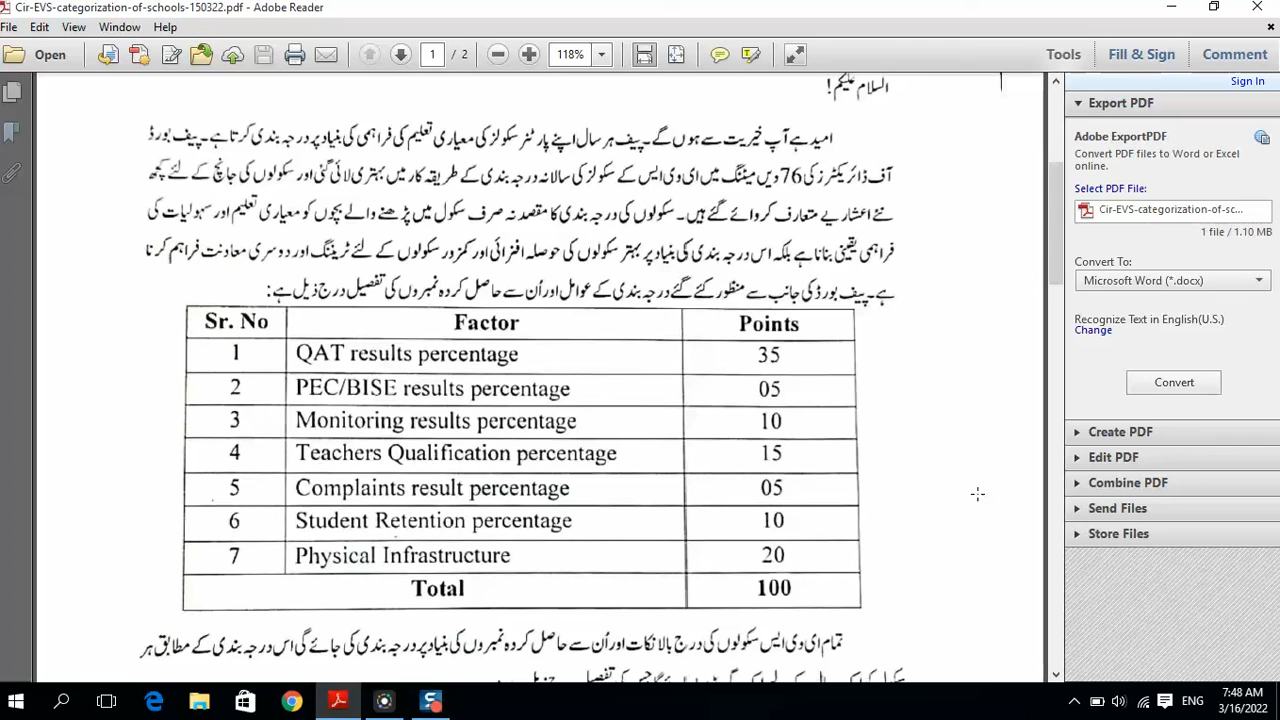 Cir-EVS-categorization-of-schools-150322.pdf - Adobe Reader
File Edit View Window Help
Open 1 / 2 118% Tools Fill & Sign Comment
Sign In
السلام علیکم!
امید ہے آپ خیریت سے ہوں گے۔ پیف ہر سال اپنے پارٹنر سکولز کی معیاری تعلیم کی فراہمی کی بنیاد پر درجہ بندی کرتا ہے۔ پیف بورڈ
آف ڈائریکٹرز کی 76 ویں میٹنگ میں ای وی ایس کے سکولز کی سالانہ درجہ بندی کے طریقہ کار میں بہتری لائی گئی اور سکولوں کی جانچ کے لئے کچھ
نئے اعشاریے متعارف کروائے گئے ہیں۔ سکولوں کی درجہ بندی کا مقصد نہ صرف سکول میں پڑھنے والے بچوں کو معیاری تعلیم اور سہولیات کی
فراہمی یقینی بنانا ہے بلکہ اس درجہ بندی کی بنیاد پر بہتر سکولوں کی حوصلہ افزائی اور کمزور سکولوں کے لئے ٹریننگ اور دوسری معاونت فراہم کرنا
ہے۔ پیف بورڈ کی جانب سے منظور کئے گئے درجہ بندی کے عوامل اور اُن سے حاصل کردہ نمبروں کی تفصیل درج ذیل ہے:
Sr. No Factor Points
1 QAT results percentage 35
2 PEC/BISE results percentage 05
3 Monitoring results percentage 10
4 Teachers Qualification percentage 15
5 Complaints result percentage 05
6 Student Retention percentage 10
7 Physical Infrastructure 20
Total 100
تمام ای وی ایس سکولوں کی درج بالا نکات اور اُن سے حاصل کردہ نمبروں کی بنیاد پر درجہ بندی کی جائے گی اس درجہ بندی کے مطابق ہر
Export PDF
Adobe ExportPDF
Convert PDF files to Word or Excel
online.
Select PDF File:
Cir-EVS-categorization-of-sc...
1 file / 1.10 MB
Convert To:
Microsoft Word (*.docx)
Recognize Text in English(U.S.)
Change
Convert
Create PDF
Edit PDF
Combine PDF
Send Files
Store Files
ENG
7:48 AM
3/16/2022